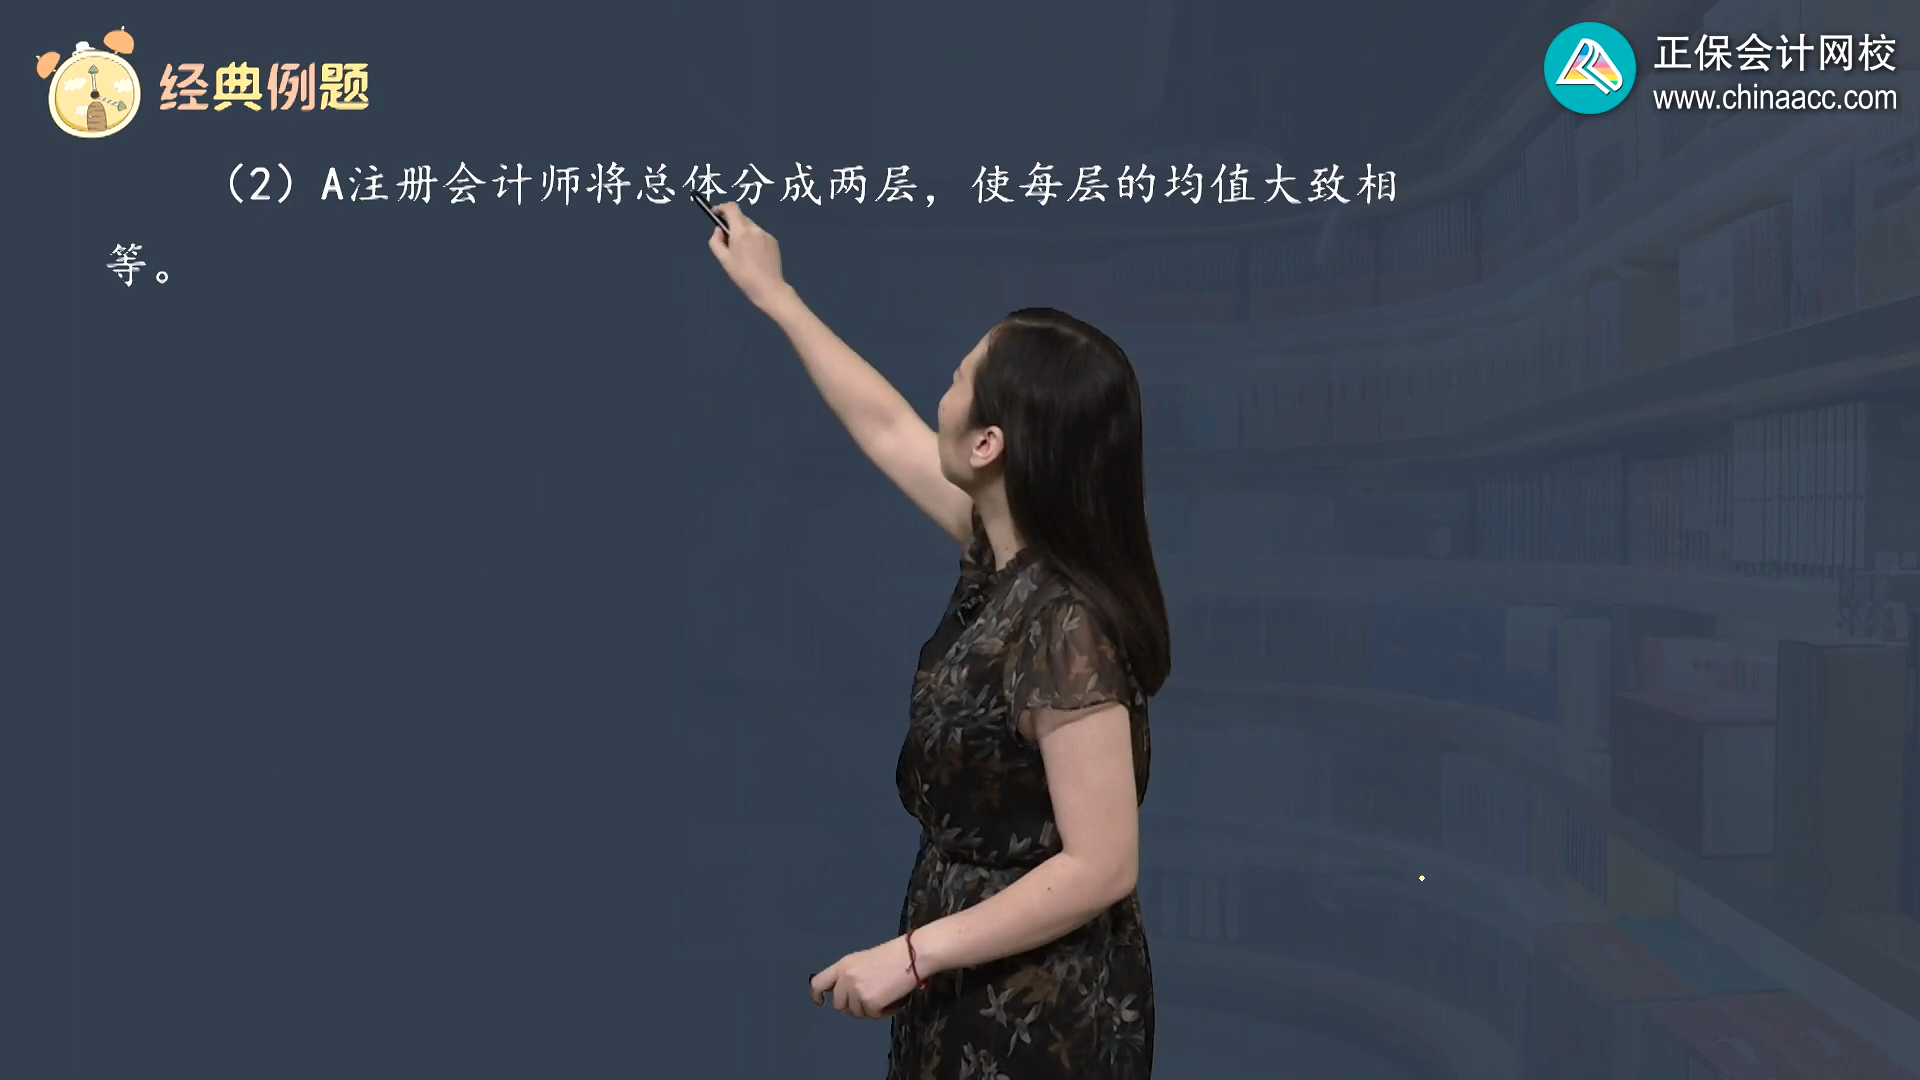 经典例题
正保会计网校
www.chinaacc.com
（2）A注册会计师将总体分成两层，使每层的均值大致相
等。